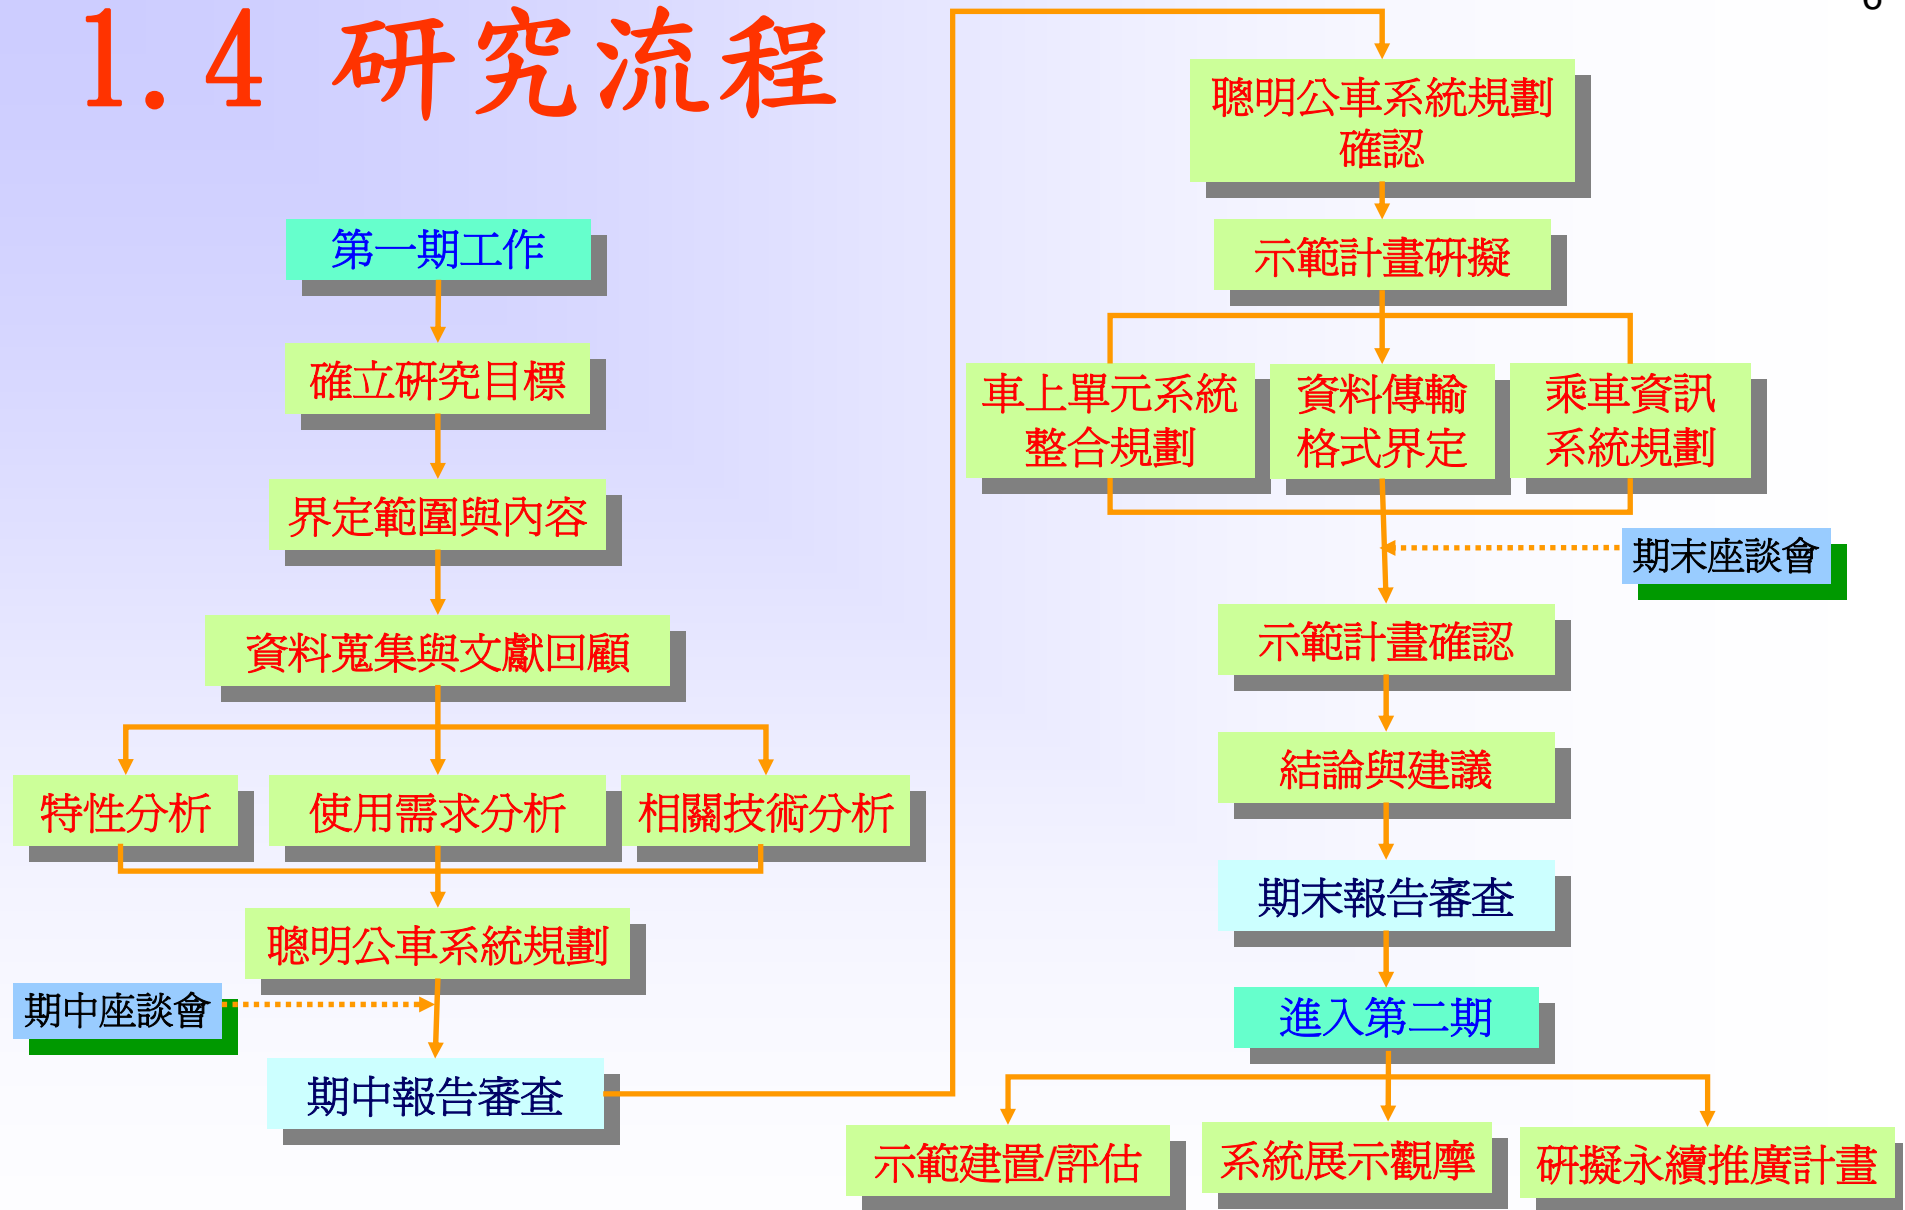 1.4 研究流程
第一期工作
確立研究目標
界定範圍與內容
資料蒐集與文獻回顧
特性分析
使用需求分析
相關技術分析
聰明公車系統規劃
期中座談會
期中報告審查
聰明公車系統規劃
確認
示範計畫研擬
車上單元系統
整合規劃
資料傳輸
格式界定
乘車資訊
系統規劃
期末座談會
示範計畫確認
結論與建議
期末報告審查
進入第二期
示範建置/評估
系統展示觀摩
研擬永續推廣計畫